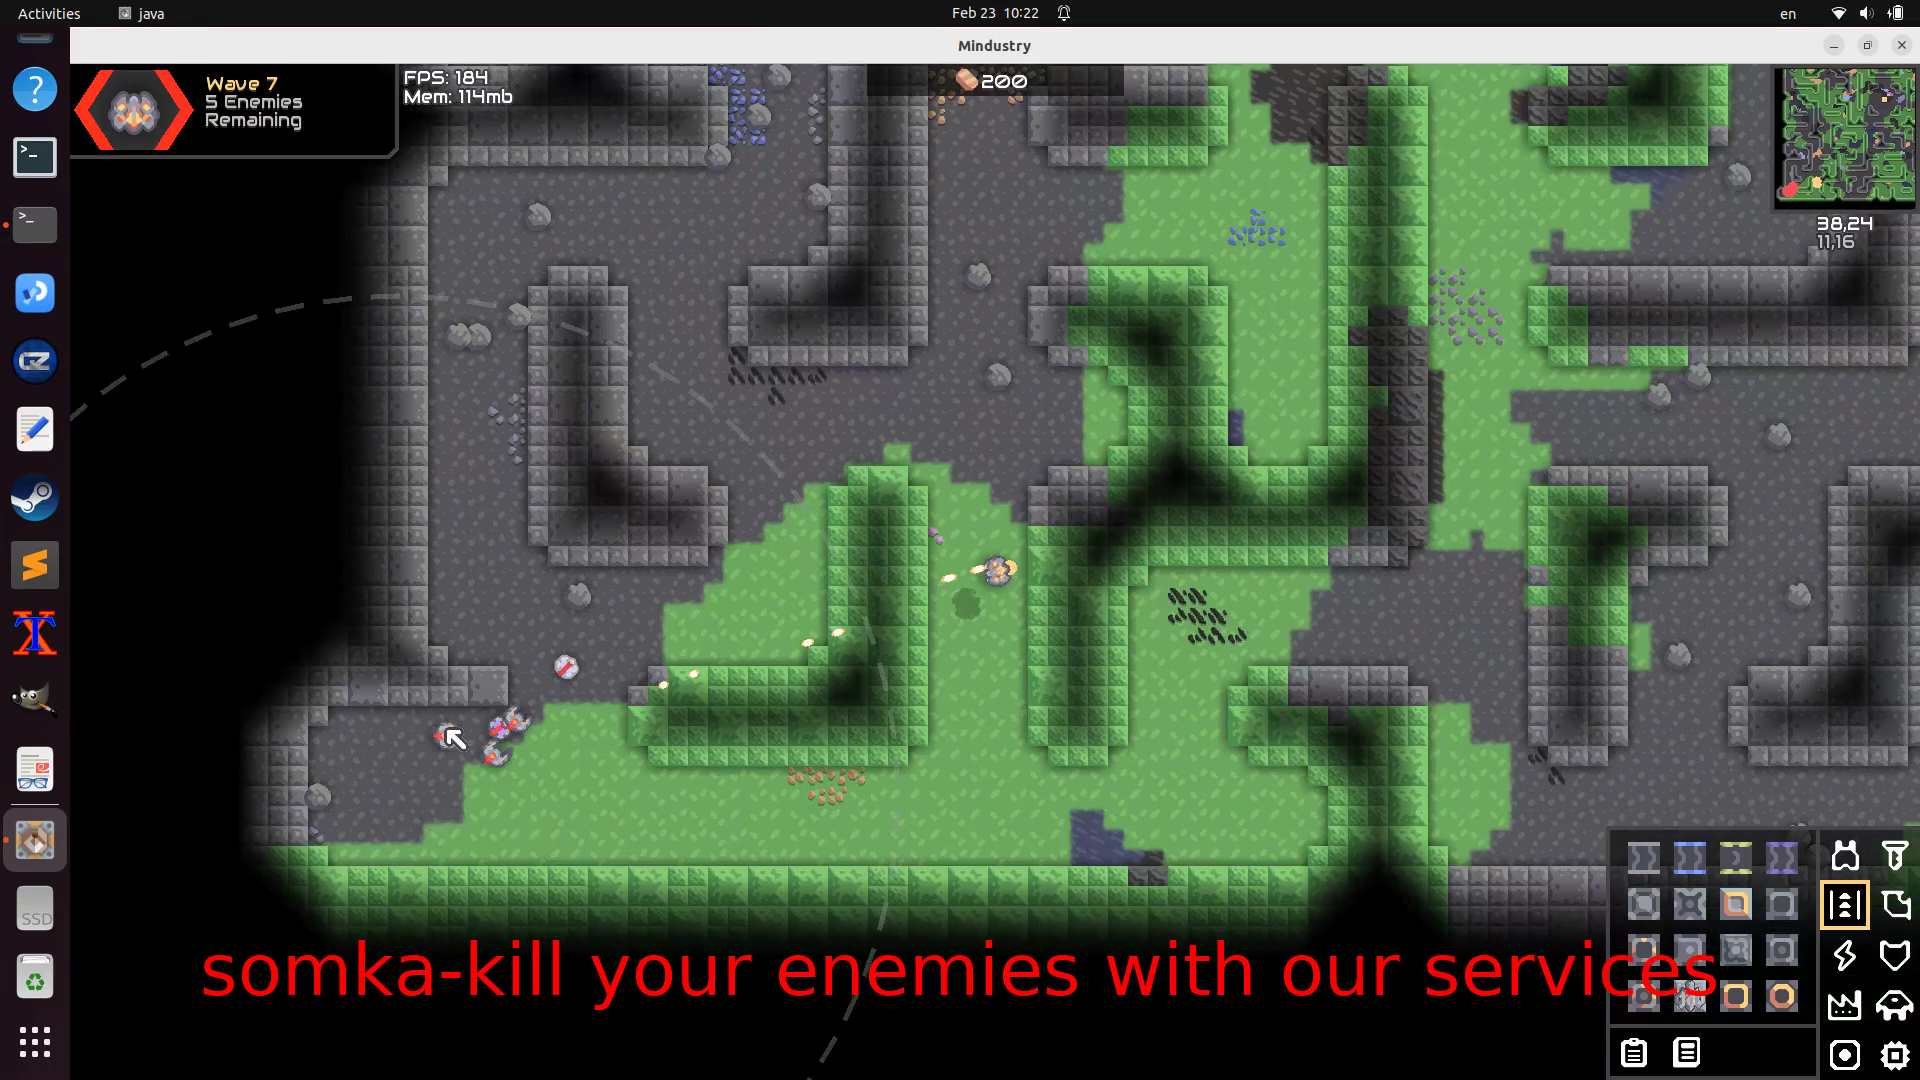 Activities
java
Feb 23 10:22
en
Mindustry
Wave 7
5 Enemies
Remaining
FPS: 184
Mem: 114mb
200
38,24
11,16
SSD
somka-kill your enemies with our services